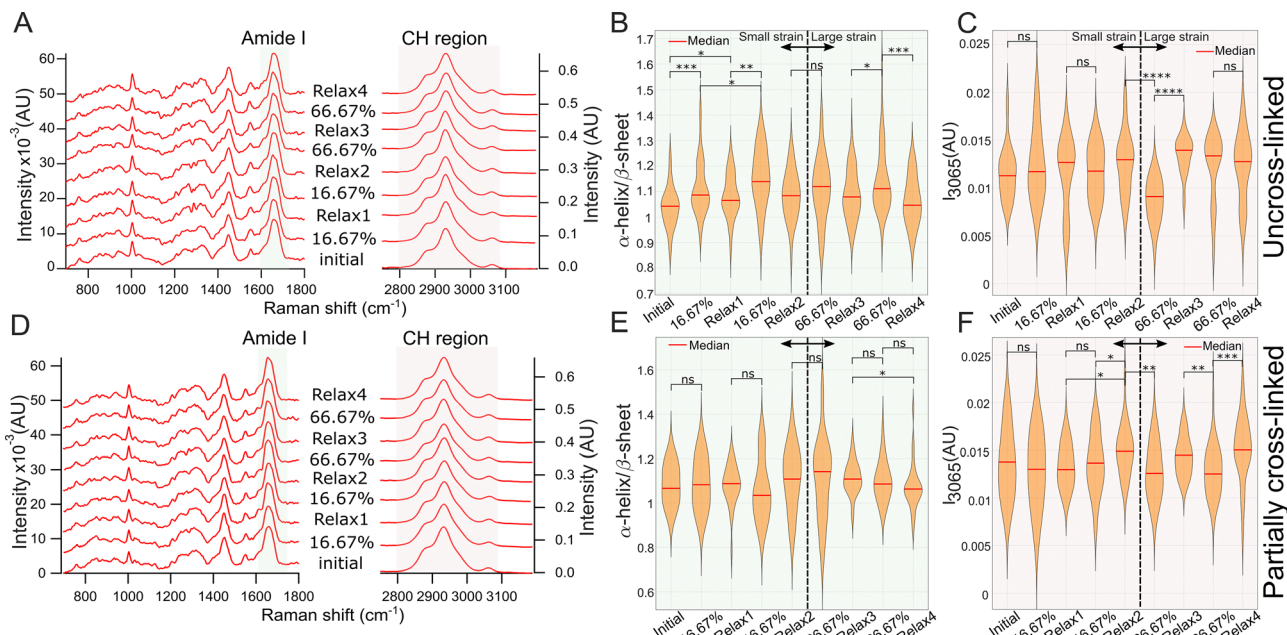 A
Amide I
CH region
Intensity x10⁻³(AU)
60
50
40
30
20
10
0
Relax4
66.67%
Relax3
66.67%
Relax2
16.67%
Relax1
16.67%
initial
0.6
0.5
0.4
0.3
0.2
0.1
0.0
Intensity (AU)
800 1000 1200 1400 1600 1800
2800 2900 3000 3100
Raman shift (cm⁻¹)
B
Median
Small strain Large strain
α-helix/β-sheet
1.7
1.6
1.5
1.4
1.3
1.2
1.1
1
0.9
0.8
0.7
*
***
**
*
ns
*
***
Initial 16.67% Relax1 16.67% Relax2 66.67% Relax3 66.67% Relax4
C
Small strain Large strain
Median
I3065(AU)
0.025
0.02
0.015
0.01
0.005
0
ns
ns
****
****
ns
Initial 16.67% Relax1 16.67% Relax2 66.67% Relax3 66.67% Relax4
Uncross-linked
D
Amide I
CH region
Intensity x10⁻³(AU)
60
50
40
30
20
10
0
Relax4
66.67%
Relax3
66.67%
Relax2
16.67%
Relax1
16.67%
initial
0.6
0.5
0.4
0.3
0.2
0.1
0.0
Intensity (AU)
800 1000 1200 1400 1600 1800
2800 2900 3000 3100
Raman shift (cm⁻¹)
E
Median
α-helix/β-sheet
1.6
1.4
1.2
1
0.8
0.6
ns
ns
ns
ns
ns
*
Initial Relax1 Relax2 Relax3 Relax4
F
Median
I3065(AU)
0.025
0.02
0.015
0.01
0.005
0
ns
ns
*
*
**
**
***
Initial Relax1 Relax2 Relax3 Relax4
Partially cross-linked